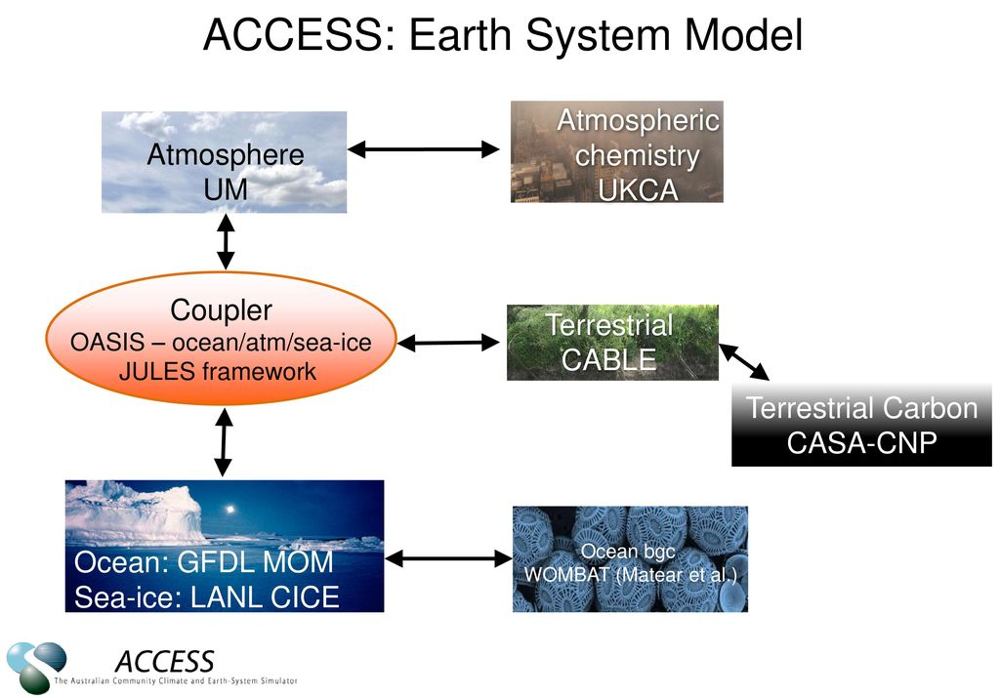 ACCESS: Earth System Model
Atmosphere
UM
Atmospheric
chemistry
UKCA
Coupler
OASIS – ocean/atm/sea-ice
JULES framework
Terrestrial
CABLE
Terrestrial Carbon
CASA-CNP
Ocean: GFDL MOM
Sea-ice: LANL CICE
Ocean bgc
WOMBAT (Matear et al.)
ACCESS
The Australian Community Climate and Earth-System Simulator